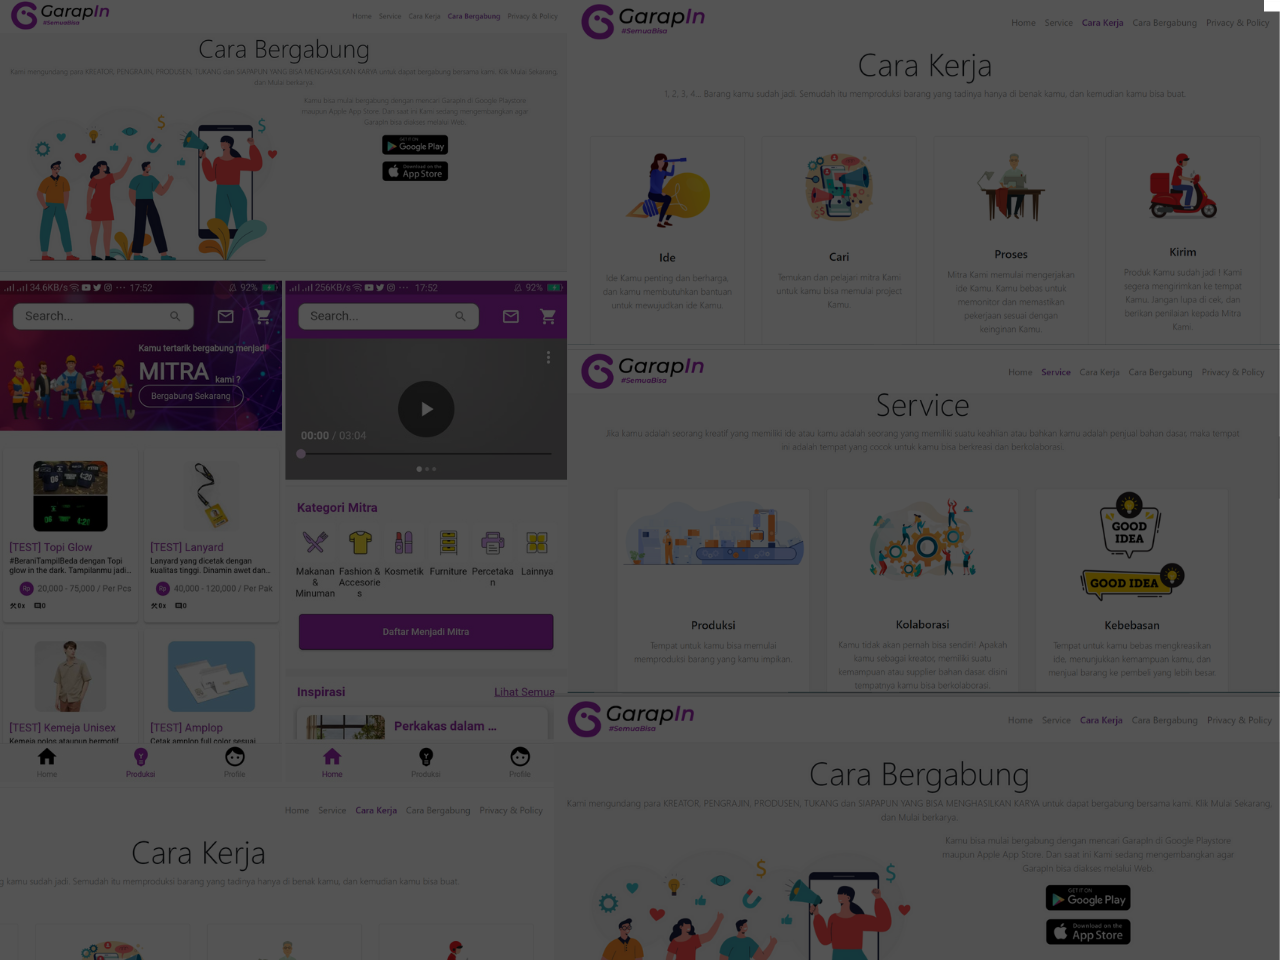 GarapIn
#SemuaBisa
Home Service Cara Kerja Cara Bergabung Privacy & Policy
Cara Bergabung
Kami mengundang para KREATOR, PENGRAJIN, PRODUSEN, TUKANG dan SIAPAPUN YANG BISA MENGHASILKAN KARYA untuk dapat bergabung bersama kami. Klik Mulai Sekarang,
dan Mulai berkarya.
Kamu bisa mulai bergabung dengan mencari GarapIn di Google Playstore
maupun Apple App Store. Dan saat ini Kami sedang mengembangkan agar
GarapIn bisa diakses melalui Web.
GET IT ON
Google Play
Download on the
App Store
GarapIn
#SemuaBisa
Home Service Cara Kerja Cara Bergabung Privacy & Policy
Cara Kerja
1, 2, 3, 4... Barang kamu sudah jadi. Semudah itu memproduksi barang yang tadinya hanya di benak kamu, dan kemudian kamu bisa buat.
Ide
Ide Kamu penting dan berharga,
dan kamu membutuhkan bantuan
untuk mewujudkan ide Kamu.
Cari
Temukan dan pelajari mitra Kami
untuk kamu bisa memulai project
Kamu.
Proses
Mitra Kami memulai mengerjakan
ide Kamu. Kamu bebas untuk
memonitor dan memastikan
pekerjaan sesuai dengan
keinginan Kamu.
Kirim
Produk Kamu sudah jadi ! Kami
segera mengirimkan ke tempat
Kamu, Jangan lupa di cek, dan
berikan penilaian kepada Mitra
Kami.
34.6KB/s ... 17:52 92%
Search...
Kamu tertarik bergabung menjadi
MITRA kami ?
Bergabung Sekarang
[TEST] Topi Glow
#BeraniTampilBeda dengan Topi
glow in the dark. Tampilanmu jadi...
Rp 20,000 - 75,000 / Per Pcs
0x 0
[TEST] Lanyard
Lanyard yang dicetak dengan
kualitas tinggi. Dinamin awet dan...
Rp 40,000 - 120,000 / Per Pak
0x 0
[TEST] Kemeja Unisex
Kemeja polos ataupun bermotif
[TEST] Amplop
Cetak amplop full color sesuai
Home Produksi Profile
256KB/s ... 17:52 92%
Search...
00:00 / 03:04
Kategori Mitra
Makanan
&
Minuman
Fashion &
Accesorie
s
Kosmetik
Furniture
Percetaka
n
Lainnya
Daftar Menjadi Mitra
Inspirasi Lihat Semua
Perkakas dalam ...
Home Produksi Profile
GarapIn
#SemuaBisa
Home Service Cara Kerja Cara Bergabung Privacy & Policy
Service
Jika kamu adalah seorang kreatif yang memiliki ide atau kamu adalah seorang yang memiliki suatu keahlian atau bahkan kamu adalah penjual bahan dasar, maka tempat
ini adalah tempat yang cocok untuk kamu bisa berkreasi dan berkolaborasi.
Produksi
Tempat untuk kamu bisa memulai
memproduksi barang yang kamu impikan.
Kolaborasi
Kamu tidak akan pernah bisa sendiri! Apakah
kamu sebagai kreator, memiliki suatu
kemampuan atau supplier bahan dasar, disini
tempatnya kamu bisa berkolaborasi.
GOOD
IDEA
GOOD IDEA
Kebebasan
Tempat untuk kamu bebas mengkreasikan
ide, menunjukkan kemampuan kamu, dan
menjual barang ke pembeli yang lebih besar.
Home Service Cara Kerja Cara Bergabung Privacy & Policy
Cara Kerja
g kamu sudah jadi. Semudah itu memproduksi barang yang tadinya hanya di benak kamu, dan kemudian kamu bisa buat.
GarapIn
#SemuaBisa
Home Service Cara Kerja Cara Bergabung Privacy & Policy
Cara Bergabung
Kami mengundang para KREATOR, PENGRAJIN, PRODUSEN, TUKANG dan SIAPAPUN YANG BISA MENGHASILKAN KARYA untuk dapat bergabung bersama kami. Klik Mulai Sekarang,
dan Mulai berkarya.
Kamu bisa mulai bergabung dengan mencari GarapIn di Google Playstore
maupun Apple App Store. Dan saat ini Kami sedang mengembangkan agar
GarapIn bisa diakses melalui Web.
GET IT ON
Google Play
Download on the
App Store